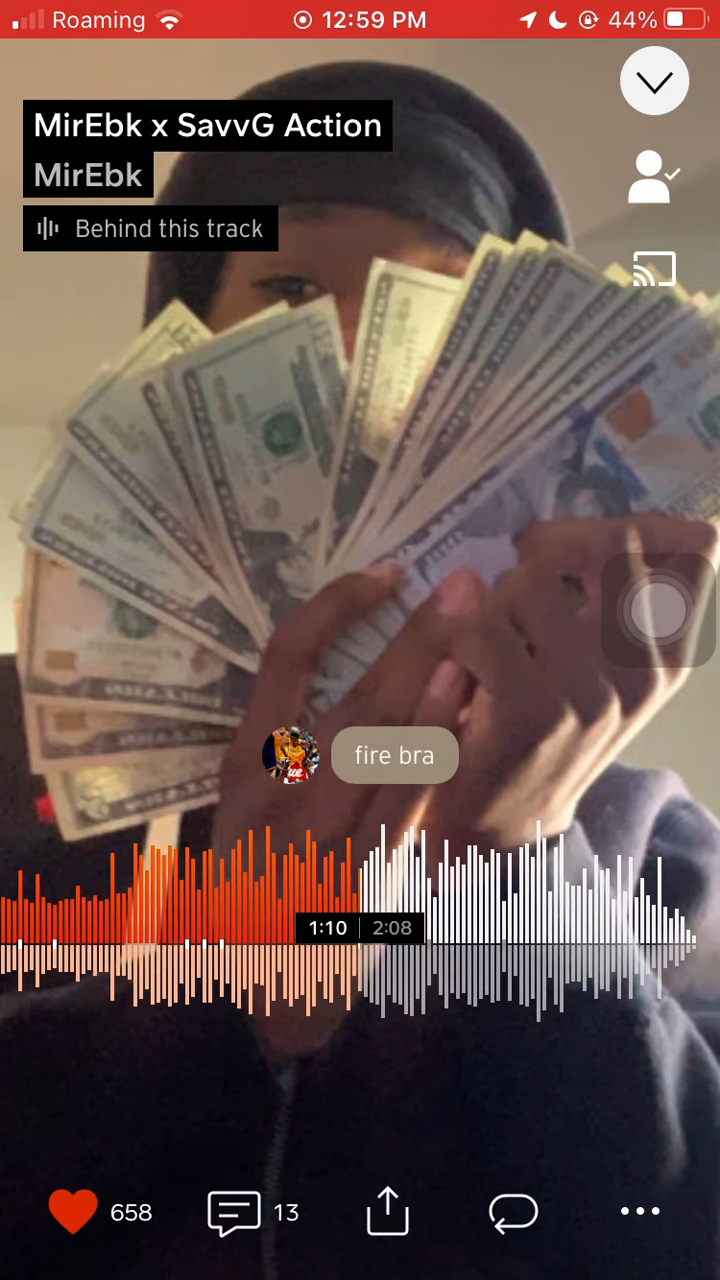 Roaming 12:59 PM 44%
MirEbk x SavvG Action
MirEbk
Behind this track
fire bra
1:10 2:08
658 13